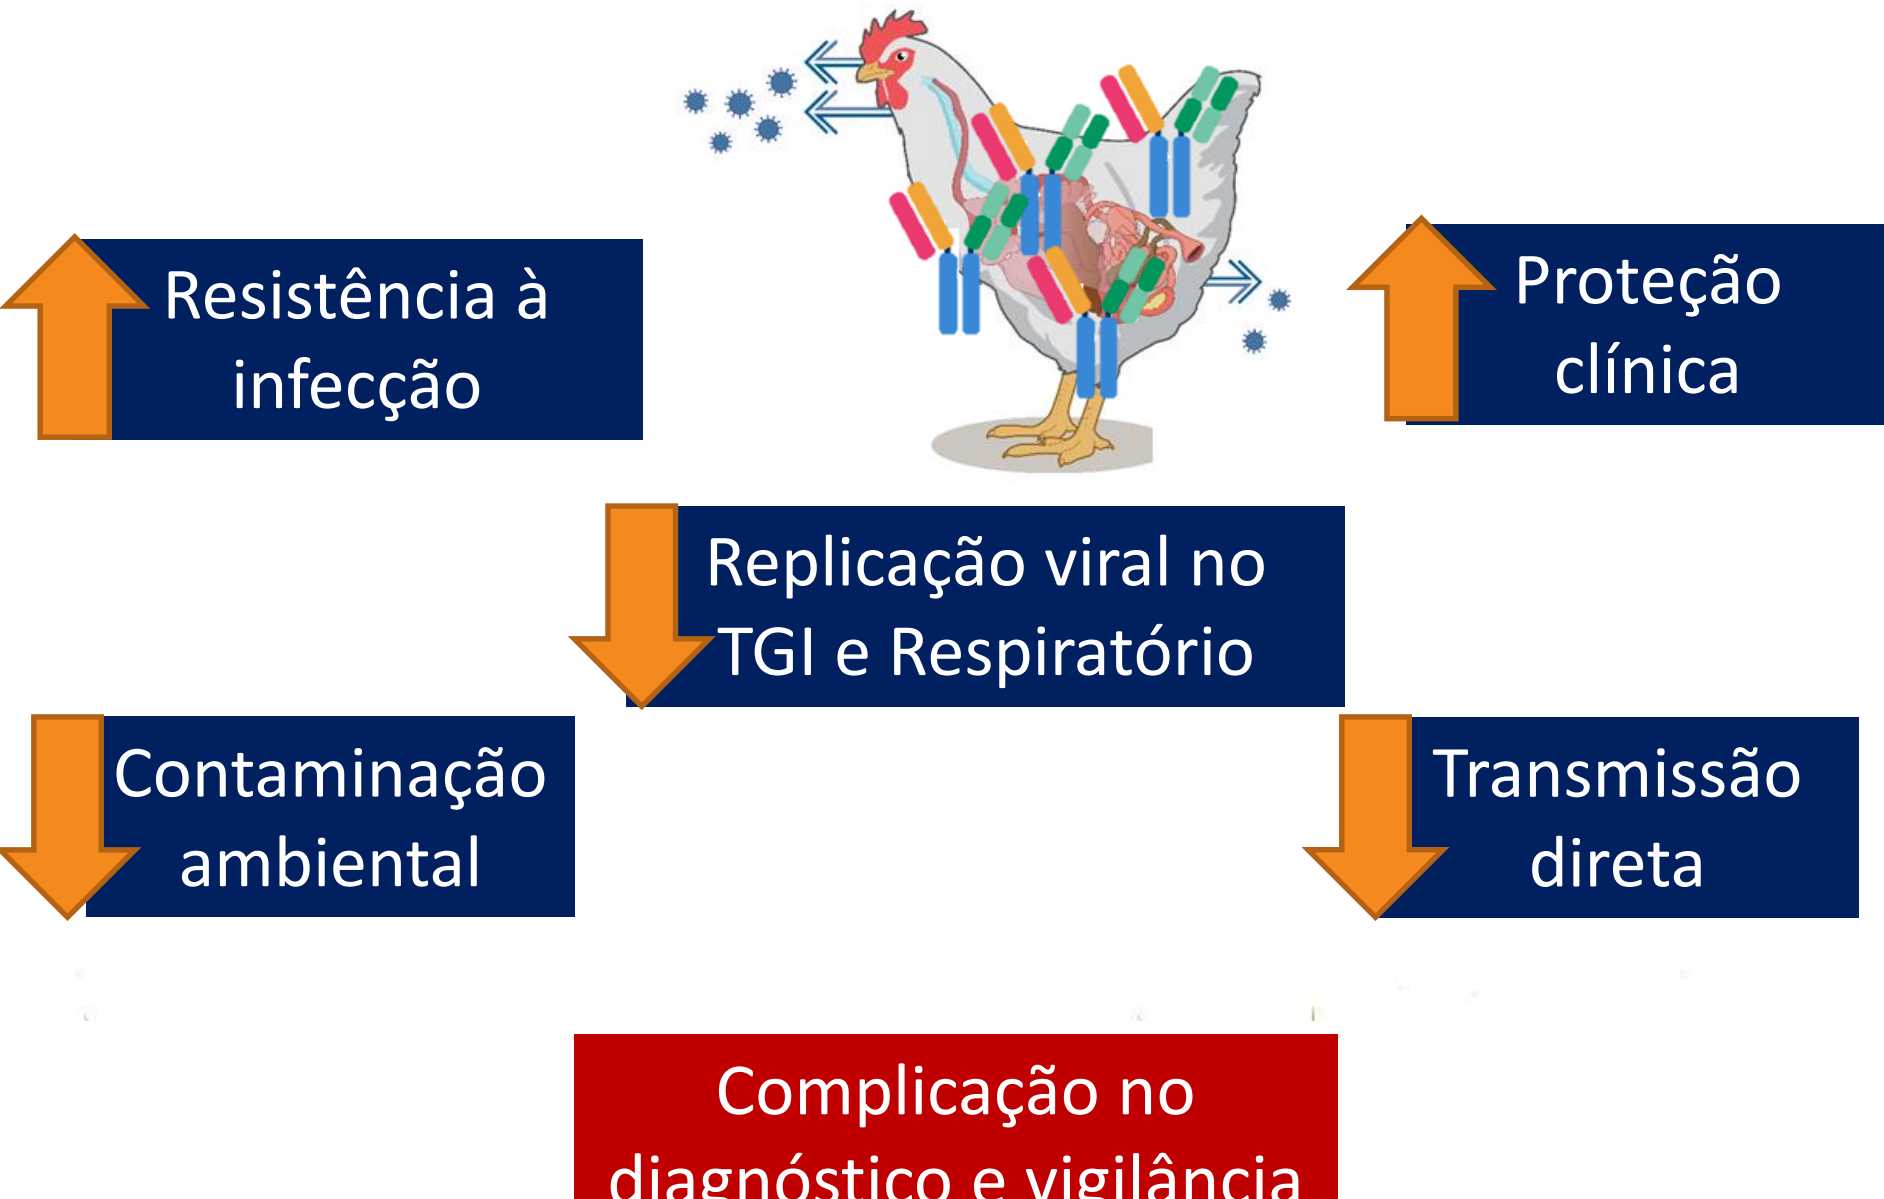 Resistência à
infecção
Proteção
clínica
Replicação viral no
TGI e Respiratório
Contaminação
ambiental
Transmissão
direta
Complicação no
diagnóstico e vigilância